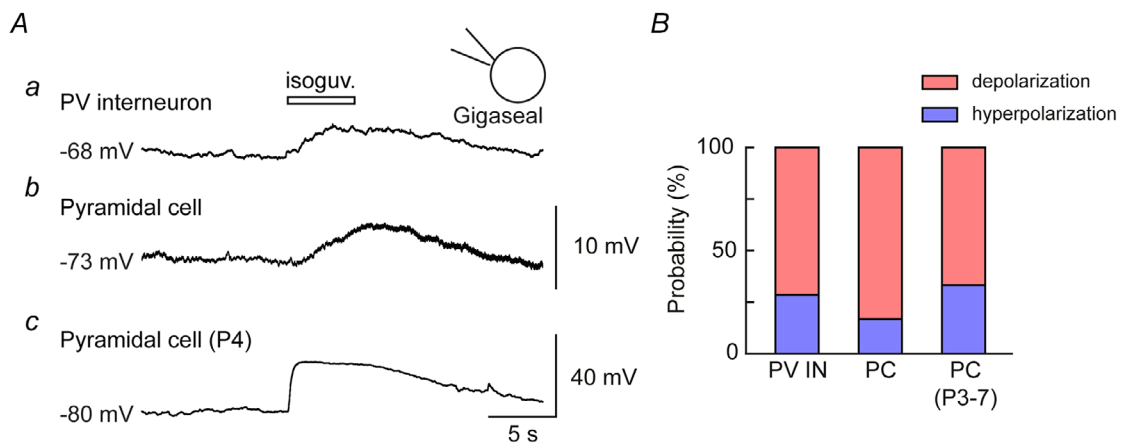 A
a
PV interneuron
isoguv.
Gigaseal
-68 mV
b
Pyramidal cell
-73 mV
10 mV
c
Pyramidal cell (P4)
-80 mV
40 mV
5 s
B
depolarization
hyperpolarization
Probability (%)
100
50
0
PV IN
PC
PC
(P3-7)